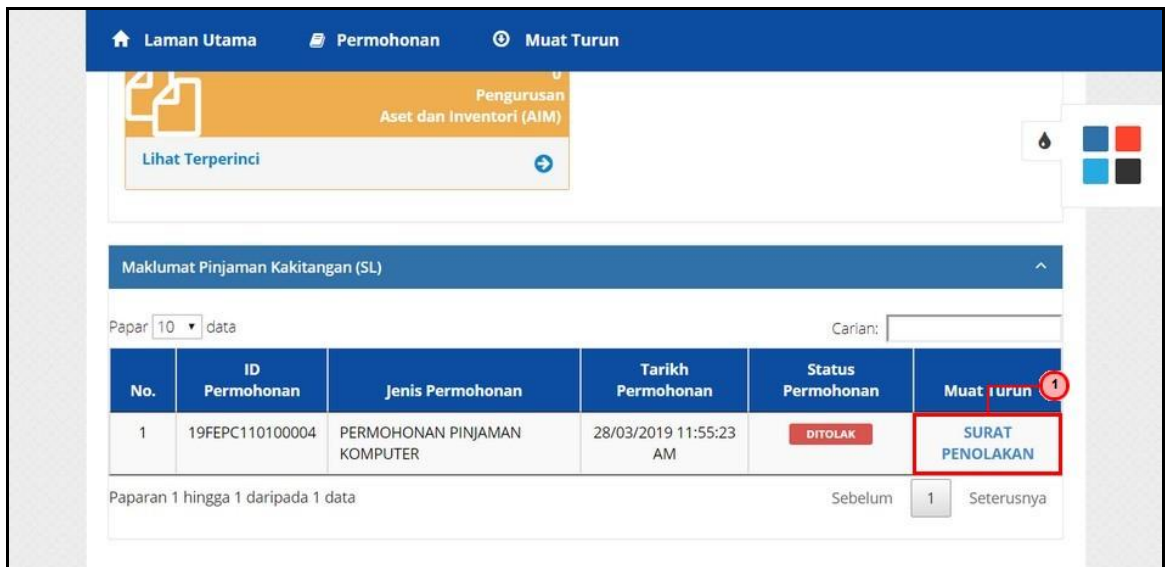 Laman Utama Permohonan Muat Turun
0
Pengurusan
Aset dan Inventori (AIM)
Lihat Terperinci
Maklumat Pinjaman Kakitangan (SL)
Papar 10 data Carian:
No. ID Permohonan Jenis Permohonan Tarikh Permohonan Status Permohonan Muat Turun 1
1 19FEPC110100004 PERMOHONAN PINJAMAN KOMPUTER 28/03/2019 11:55:23 AM DITOLAK SURAT PENOLAKAN
Paparan 1 hingga 1 daripada 1 data Sebelum 1 Seterusnya